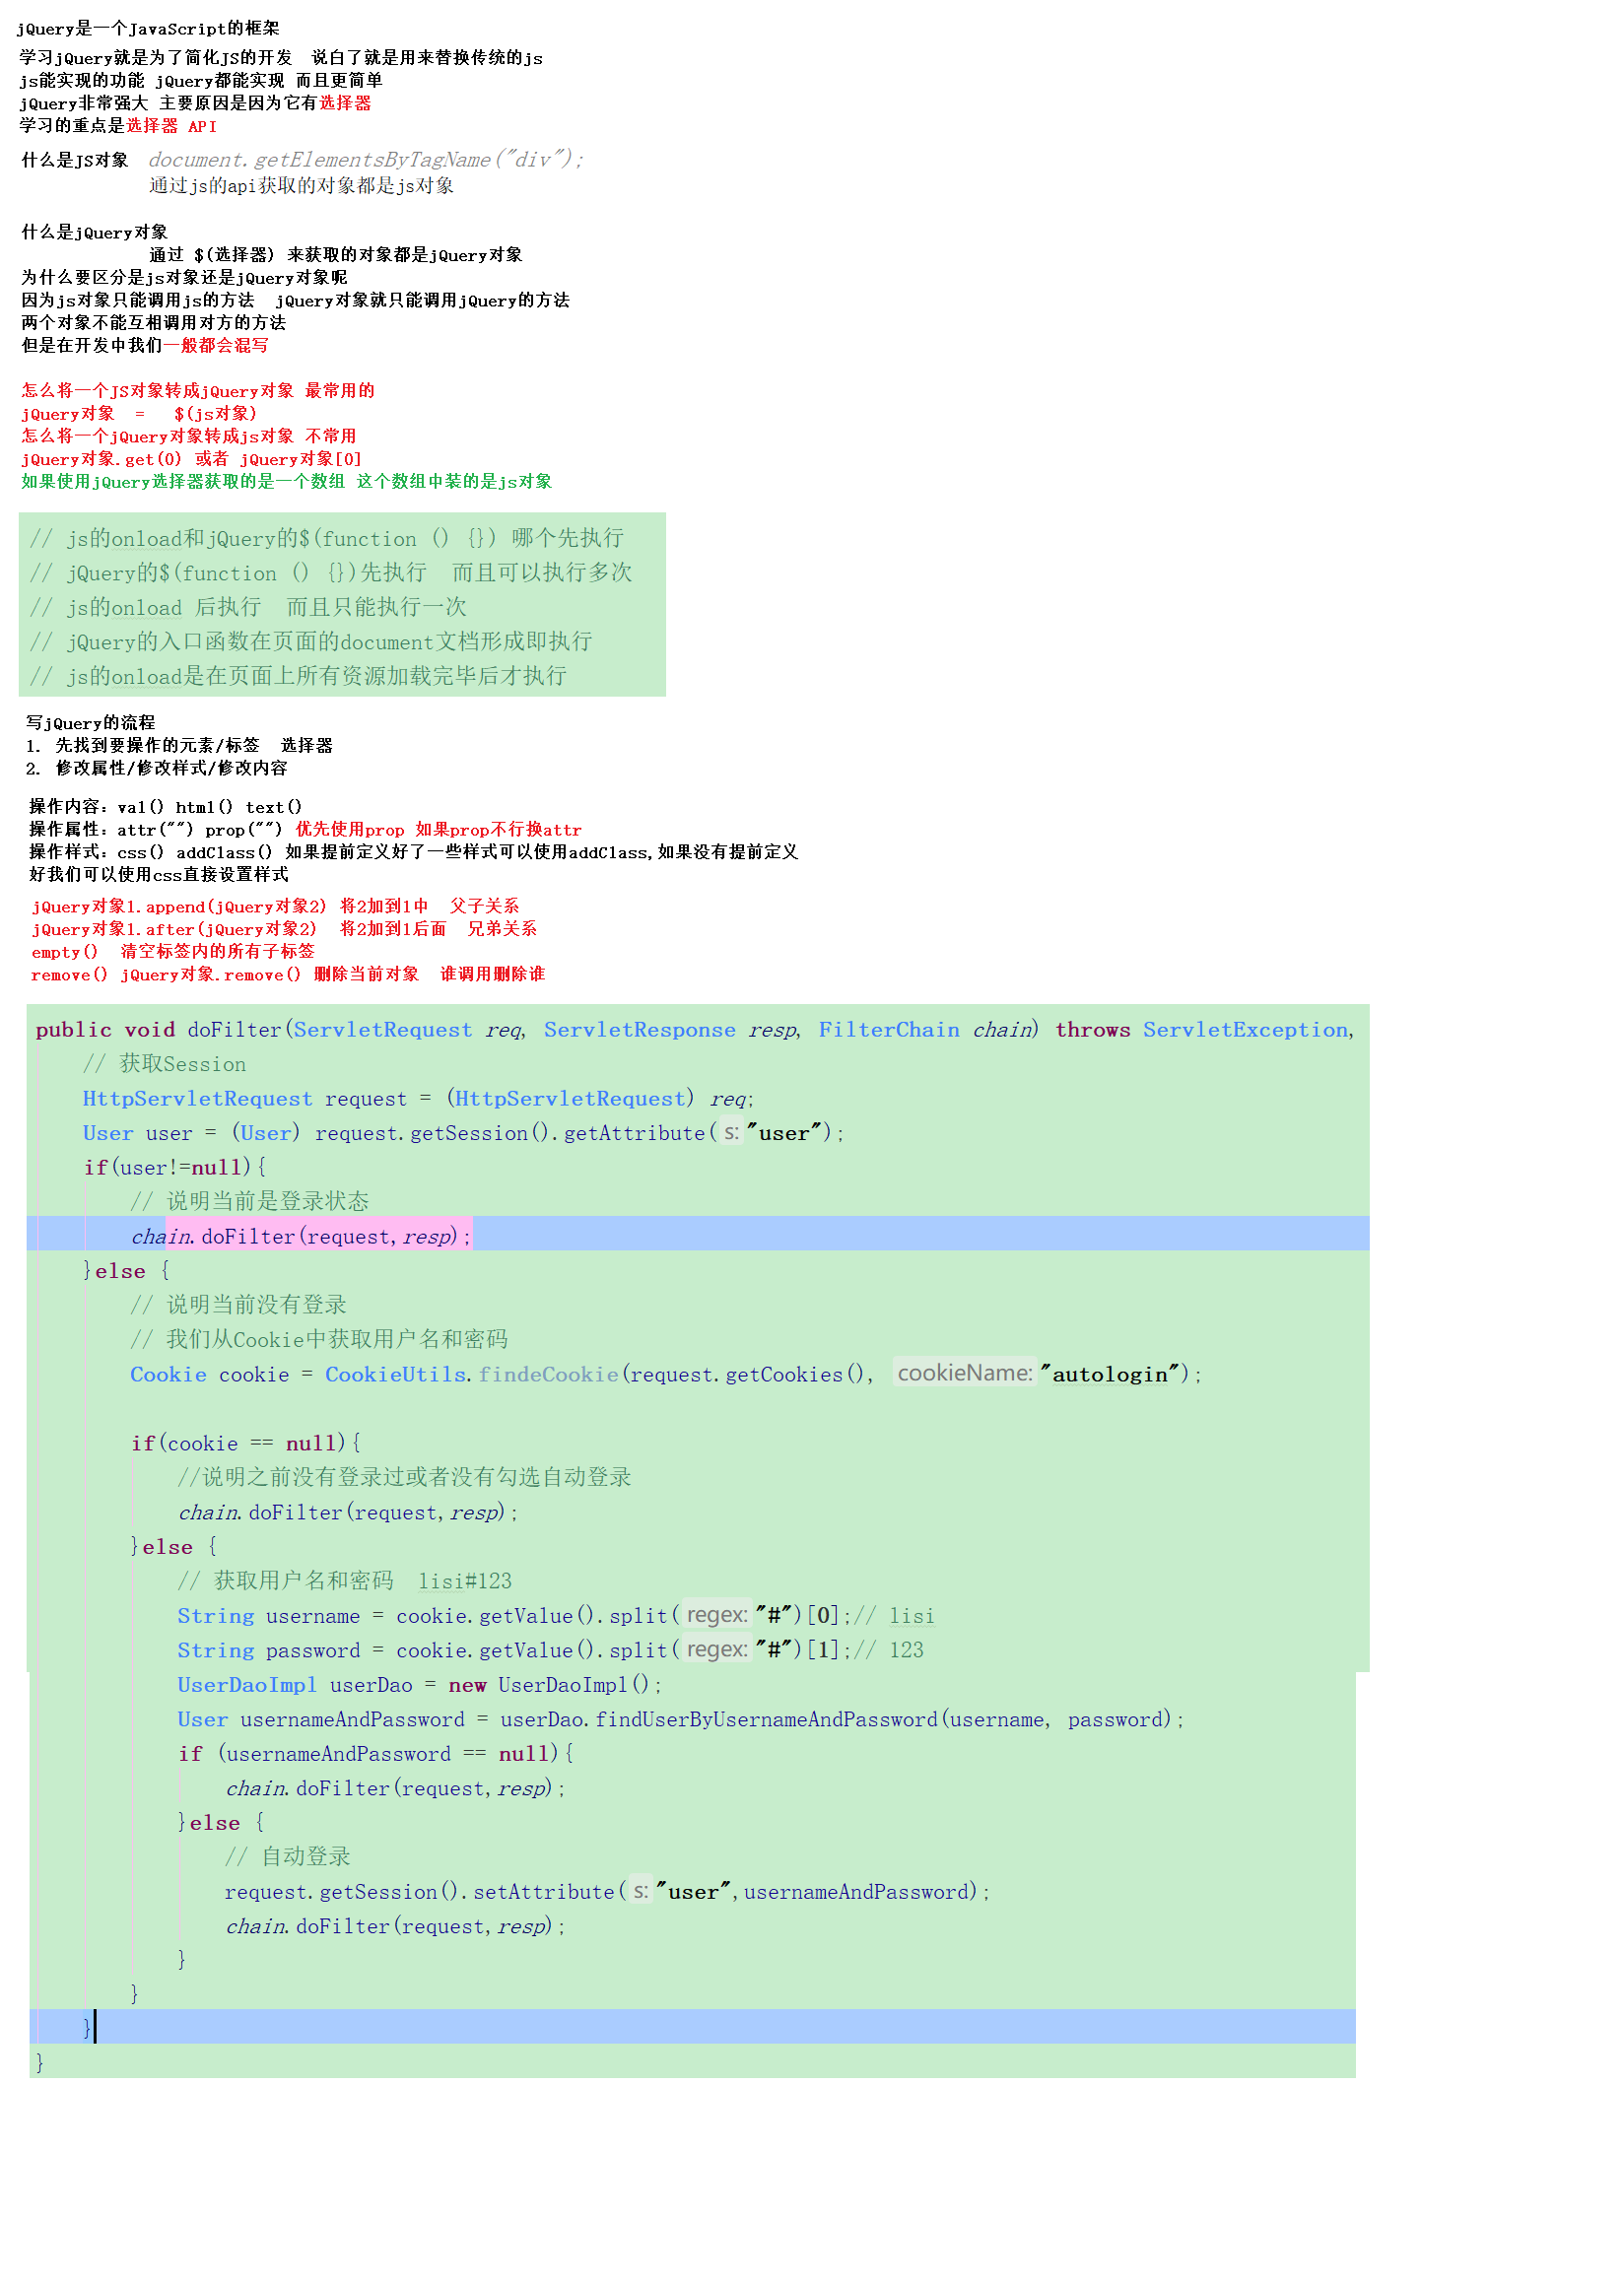 jQuery是一个JavaScript的框架
学习jQuery就是为了简化JS的开发  说白了就是用来替换传统的js
js能实现的功能 jQuery都能实现 而且更简单
jQuery非常强大 主要原因是因为它有选择器
学习的重点是选择器 API
什么是JS对象  document.getElementsByTagName("div");
通过js的api获取的对象都是js对象
什么是jQuery对象
通过 $(选择器) 来获取的对象都是jQuery对象
为什么要区分是js对象还是jQuery对象呢
因为js对象只能调用js的方法  jQuery对象就只能调用jQuery的方法
两个对象不能互相调用对方的方法
但是在开发中我们一般都会混写
怎么将一个JS对象转成jQuery对象 最常用的
jQuery对象  =   $(js对象)
怎么将一个jQuery对象转成js对象 不常用
jQuery对象.get(0) 或者 jQuery对象[0]
如果使用jQuery选择器获取的是一个数组 这个数组中装的是js对象
// js的onload和jQuery的$(function () {}) 哪个先执行
// jQuery的$(function () {})先执行  而且可以执行多次
// js的onload 后执行  而且只能执行一次
// jQuery的入口函数在页面的document文档形成即执行
// js的onload是在页面上所有资源加载完毕后才执行
写jQuery的流程
1. 先找到要操作的元素/标签  选择器
2. 修改属性/修改样式/修改内容
操作内容: val() html() text()
操作属性: attr("") prop("") 优先使用prop 如果prop不行换attr
操作样式: css() addClass() 如果提前定义好了一些样式可以使用addClass,如果没有提前定义
好我们可以使用css直接设置样式
jQuery对象1.append(jQuery对象2) 将2加到1中  父子关系
jQuery对象1.after(jQuery对象2)  将2加到1后面  兄弟关系
empty()  清空标签内的所有子标签
remove() jQuery对象.remove() 删除当前对象  谁调用删除谁
public void doFilter(ServletRequest req, ServletResponse resp, FilterChain chain) throws ServletException,
// 获取Session
HttpServletRequest request = (HttpServletRequest) req;
User user = (User) request.getSession().getAttribute( s: "user");
if(user!=null){
// 说明当前是登录状态
chain.doFilter(request,resp);
}else {
// 说明当前没有登录
// 我们从Cookie中获取用户名和密码
Cookie cookie = CookieUtils.findeCookie(request.getCookies(), cookieName: "autologin");
if(cookie == null){
//说明之前没有登录过或者没有勾选自动登录
chain.doFilter(request,resp);
}else {
// 获取用户名和密码  lisi#123
String username = cookie.getValue().split( regex: "#")[0];// lisi
String password = cookie.getValue().split( regex: "#")[1];// 123
UserDaoImpl userDao = new UserDaoImpl();
User usernameAndPassword = userDao.findUserByUsernameAndPassword(username, password);
if (usernameAndPassword == null){
chain.doFilter(request,resp);
}else {
// 自动登录
request.getSession().setAttribute( s: "user",usernameAndPassword);
chain.doFilter(request,resp);
}
}
}
}